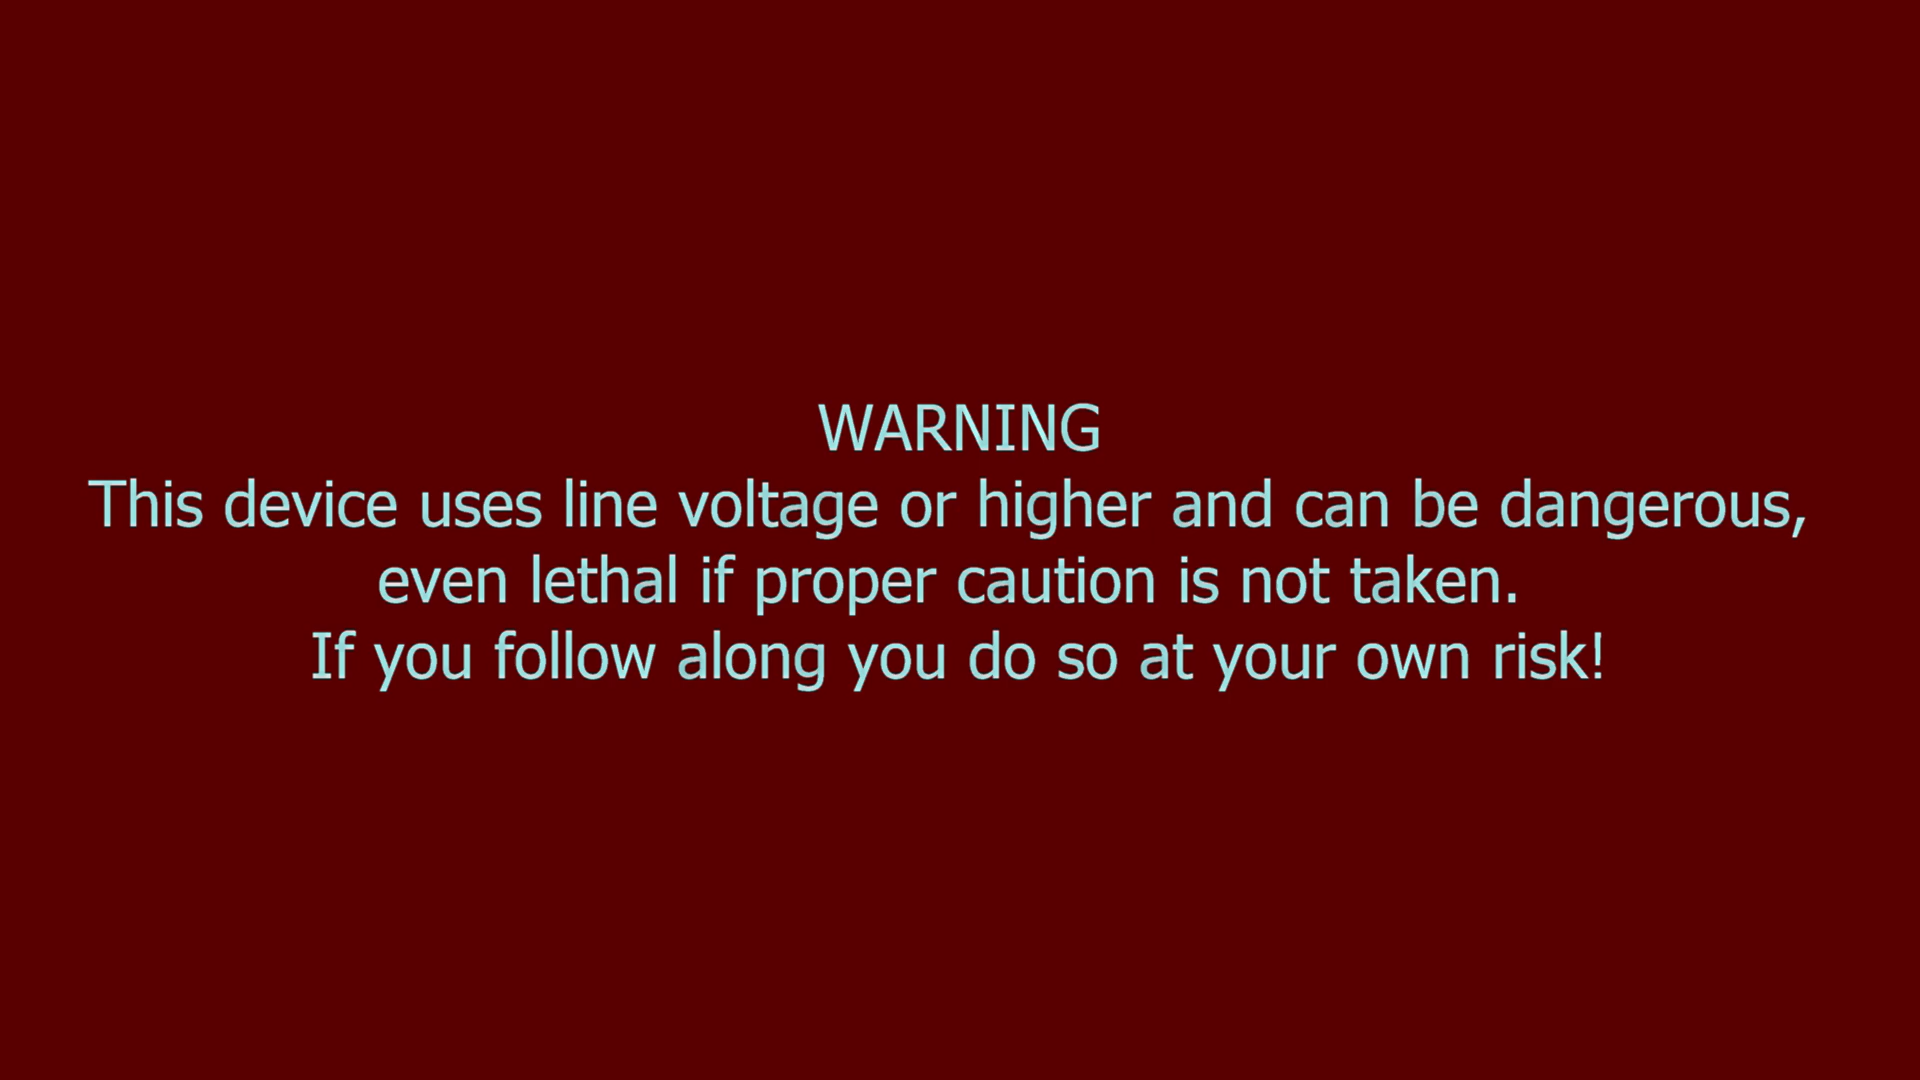 WARNING
This device uses line voltage or higher and can be dangerous,
even lethal if proper caution is not taken.
If you follow along you do so at your own risk!